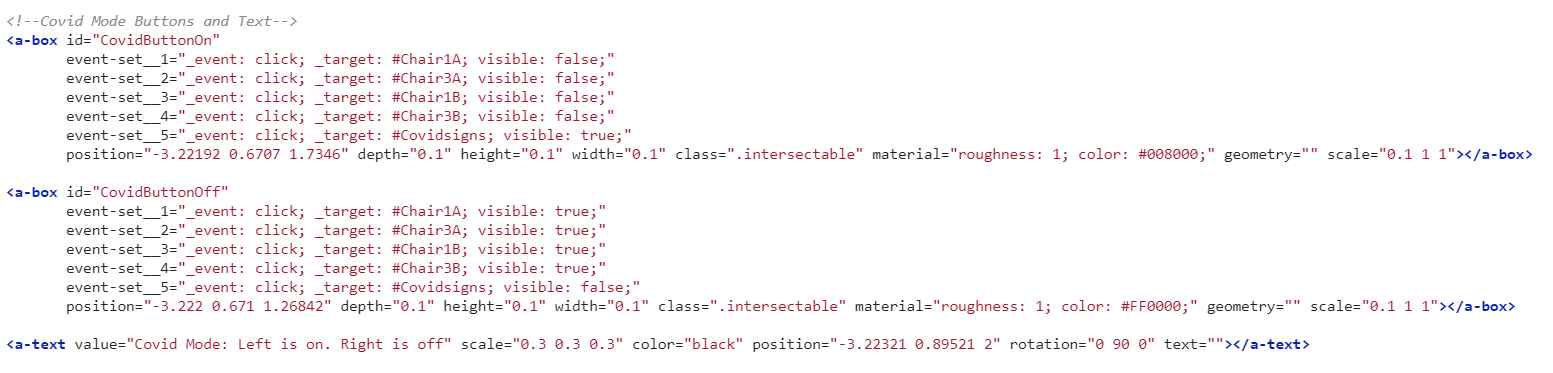 <!--Covid Mode Buttons and Text-->
<a-box id="CovidButtonOn"
event-set__1="_event: click; _target: #Chair1A; visible: false;"
event-set__2="_event: click; _target: #Chair3A; visible: false;"
event-set__3="_event: click; _target: #Chair1B; visible: false;"
event-set__4="_event: click; _target: #Chair3B; visible: false;"
event-set__5="_event: click; _target: #Covidsigns; visible: true;"
position="-3.22192 0.6707 1.7346" depth="0.1" height="0.1" width="0.1" class=".intersectable" material="roughness: 1; color: #008000;" geometry="" scale="0.1 1 1"></a-box>
<a-box id="CovidButtonOff"
event-set__1="_event: click; _target: #Chair1A; visible: true;"
event-set__2="_event: click; _target: #Chair3A; visible: true;"
event-set__3="_event: click; _target: #Chair1B; visible: true;"
event-set__4="_event: click; _target: #Chair3B; visible: true;"
event-set__5="_event: click; _target: #Covidsigns; visible: false;"
position="-3.222 0.671 1.26842" depth="0.1" height="0.1" width="0.1" class=".intersectable" material="roughness: 1; color: #FF0000;" geometry="" scale="0.1 1 1"></a-box>
<a-text value="Covid Mode: Left is on. Right is off" scale="0.3 0.3 0.3" color="black" position="-3.22321 0.89521 2" rotation="0 90 0" text=""></a-text>